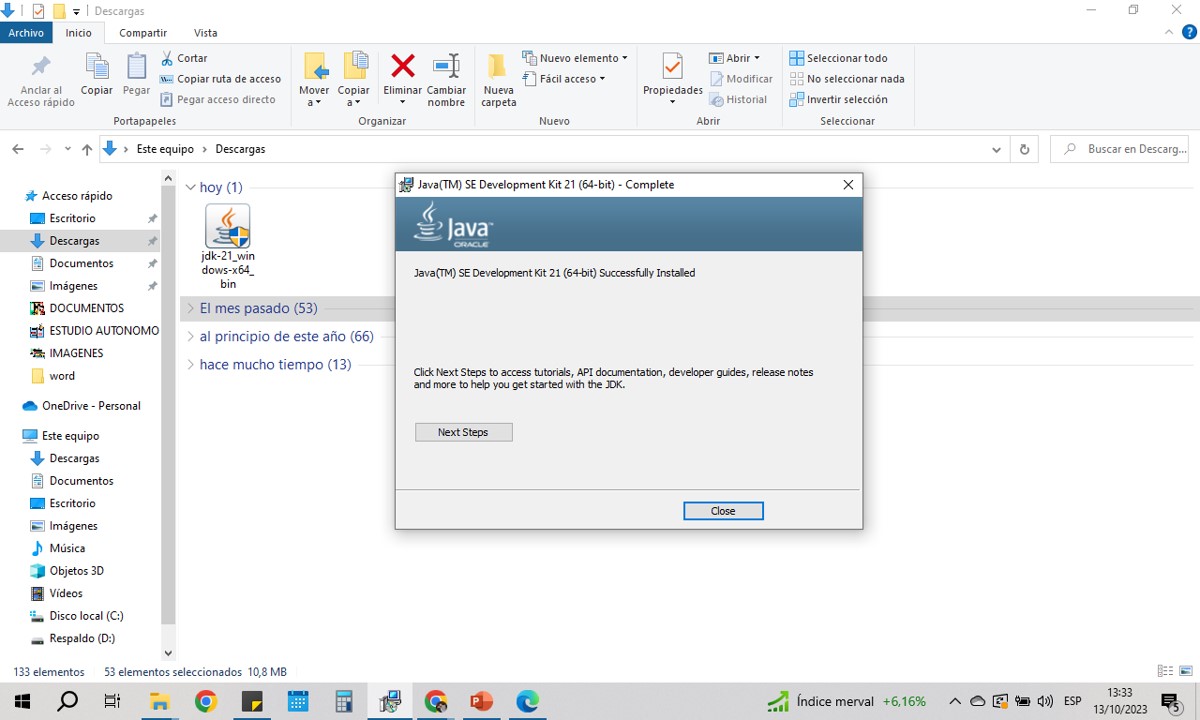 Descargas
Archivo
Inicio
Compartir
Vista
?
Anclar al
Acceso rápido
Copiar
Pegar
Cortar
Copiar ruta de acceso
Pegar acceso directo
Portapapeles
Mover
a
Copiar
a
Eliminar
Cambiar
nombre
Organizar
Nueva
carpeta
Nuevo elemento
Fácil acceso
Nuevo
Propiedades
Abrir
Modificar
Historial
Abrir
Seleccionar todo
No seleccionar nada
Invertir selección
Seleccionar
Este equipo
Descargas
Buscar en Descarg...
Acceso rápido
Escritorio
Descargas
Documentos
Imágenes
DOCUMENTOS
ESTUDIO AUTONOMO
IMAGENES
word
OneDrive - Personal
Este equipo
Descargas
Documentos
Escritorio
Imágenes
Música
Objetos 3D
Vídeos
Disco local (C:)
Respaldo (D:)
hoy (1)
jdk-21_win
dows-x64_
bin
El mes pasado (53)
al principio de este año (66)
hace mucho tiempo (13)
Java(TM) SE Development Kit 21 (64-bit) - Complete
Java™
ORACLE
Java(TM) SE Development Kit 21 (64-bit) Successfully Installed
Click Next Steps to access tutorials, API documentation, developer guides, release notes
and more to help you get started with the JDK.
Next Steps
Close
133 elementos
53 elementos seleccionados 10,8 MB
Índice merval +6,16%
ESP
13:33
13/10/2023
5